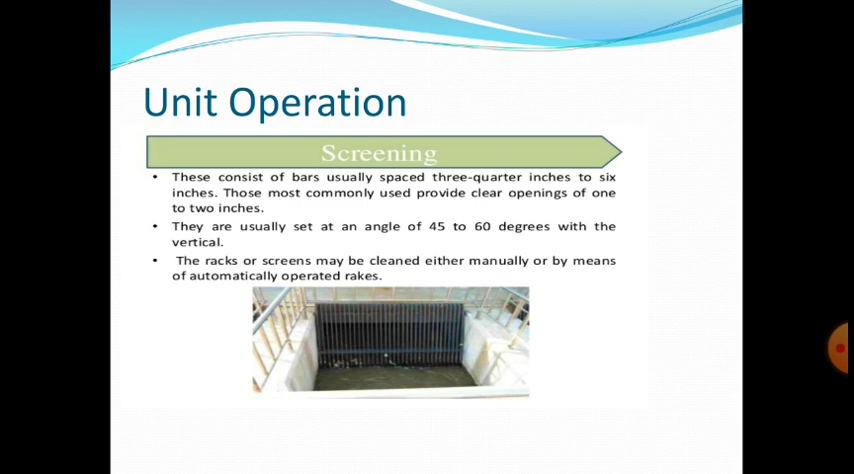 Unit Operation
Screening
• These consist of bars usually spaced three-quarter inches to six
inches. Those most commonly used provide clear openings of one
to two inches.
• They are usually set at an angle of 45 to 60 degrees with the
vertical.
• The racks or screens may be cleaned either manually or by means
of automatically operated rakes.